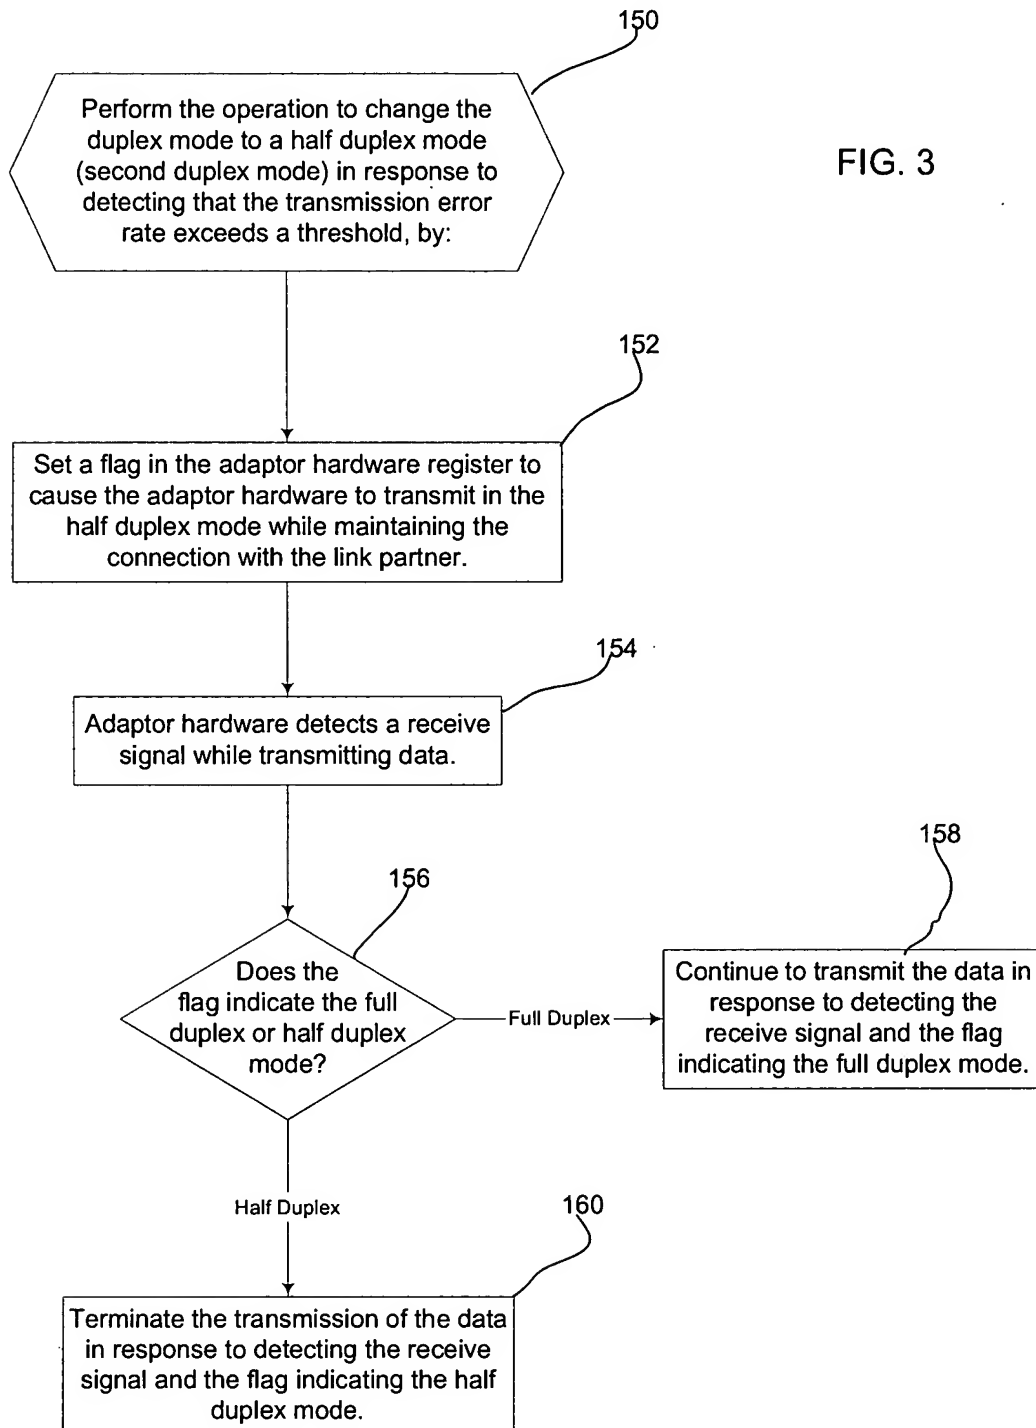 150
Perform the operation to change the
duplex mode to a half duplex mode
(second duplex mode) in response to
detecting that the transmission error
rate exceeds a threshold, by:
FIG. 3
152
Set a flag in the adaptor hardware register to
cause the adaptor hardware to transmit in the
half duplex mode while maintaining the
connection with the link partner.
154
Adaptor hardware detects a receive
signal while transmitting data.
156
Does the
flag indicate the full
duplex or half duplex
mode?
Full Duplex
158
Continue to transmit the data in
response to detecting the
receive signal and the flag
indicating the full duplex mode.
Half Duplex
160
Terminate the transmission of the data
in response to detecting the receive
signal and the flag indicating the half
duplex mode.